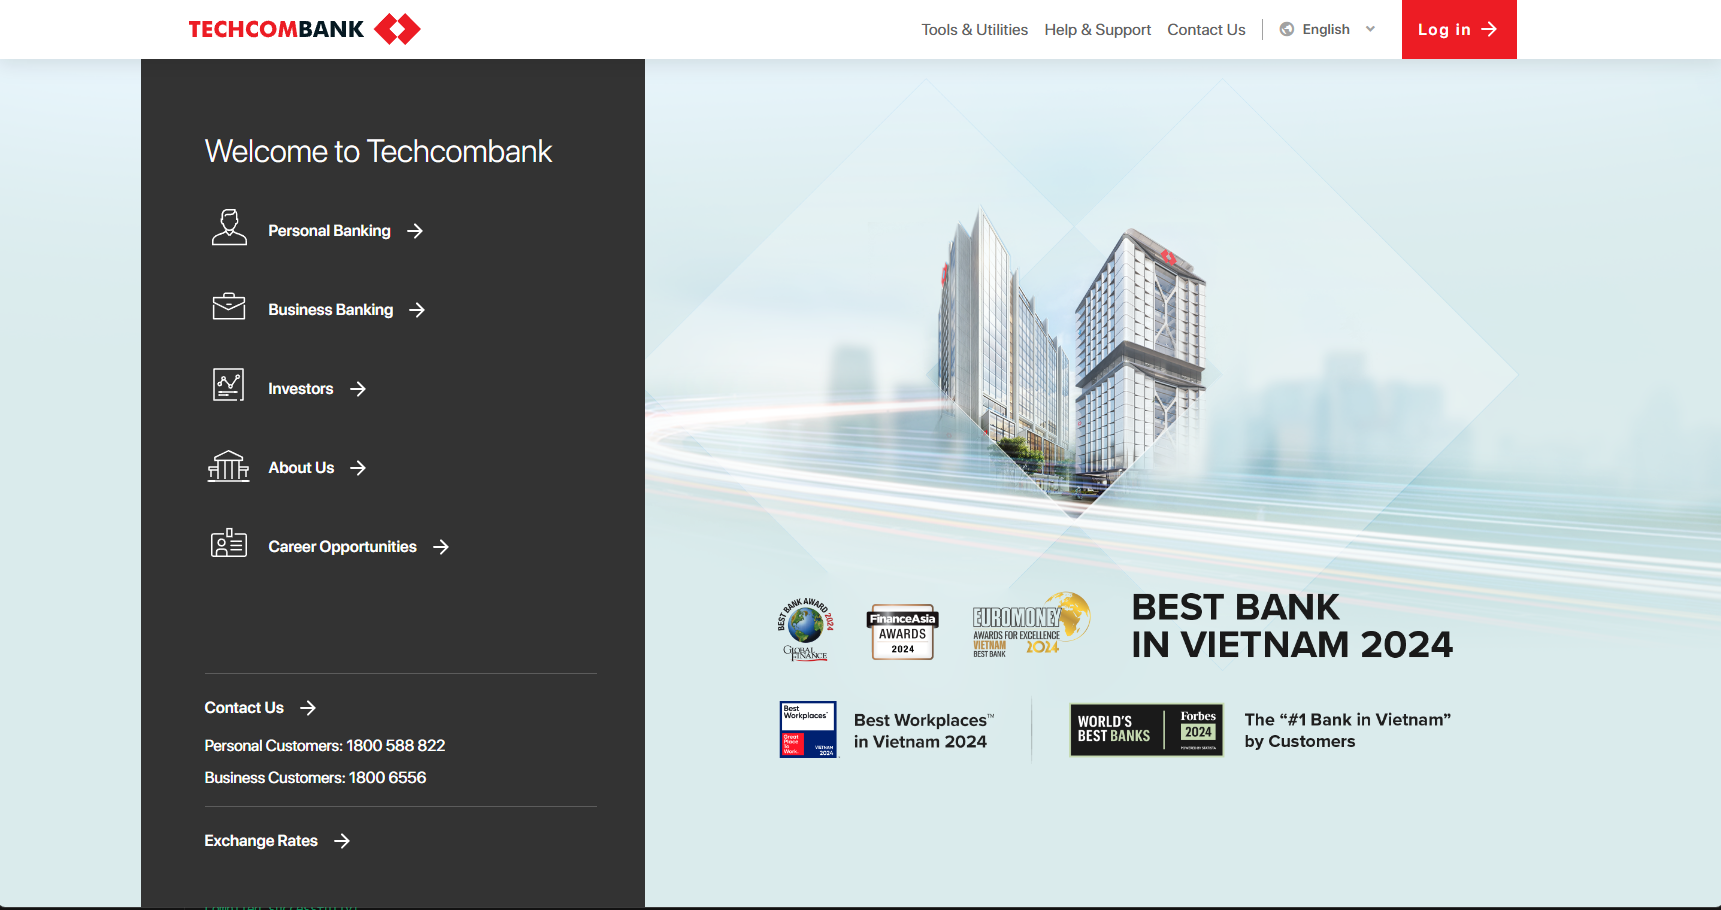 TECHCOMBANK
Tools & Utilities
Help & Support
Contact Us
English
Log in
Welcome to Techcombank
Personal Banking
Business Banking
Investors
About Us
Career Opportunities
Contact Us
Personal Customers: 1800 588 822
Business Customers: 1800 6556
Exchange Rates
BEST BANK AWARD 2024
GLOBAL
FINANCE
FinanceAsia
AWARDS
2024
EUROMONEY
AWARDS FOR EXCELLENCE
VIETNAM
BEST BANK
2024
BEST BANK
IN VIETNAM 2024
Best
Workplaces™
Great
Place
To
Work.
VIETNAM
2024
Best Workplaces™
in Vietnam 2024
WORLD'S
BEST BANKS
Forbes
2024
POWERED BY STATISTA
The “#1 Bank in Vietnam”
by Customers